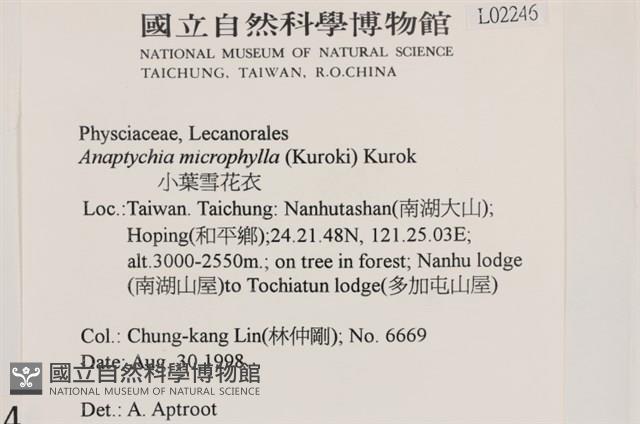 國立自然科學博物館
L02246
NATIONAL MUSEUM OF NATURAL SCIENCE
TAICHUNG, TAIWAN, R.O.CHINA
Physciaceae, Lecanorales
Anaptychia microphylla (Kuroki) Kurok
小葉雪花衣
Loc.:Taiwan. Taichung: Nanhutashan(南湖大山);
Hoping(和平鄉);24.21.48N, 121.25.03E;
alt.3000-2550m.; on tree in forest; Nanhu lodge
(南湖山屋)to Tochiatun lodge(多加屯山屋)
Col.: Chung-kang Lin(林仲剛); No. 6669
Date: Aug. 30,1998
國立自然科學博物館
NATIONAL MUSEUM OF NATURAL SCIENCE
Det.: A. Aptroot
4